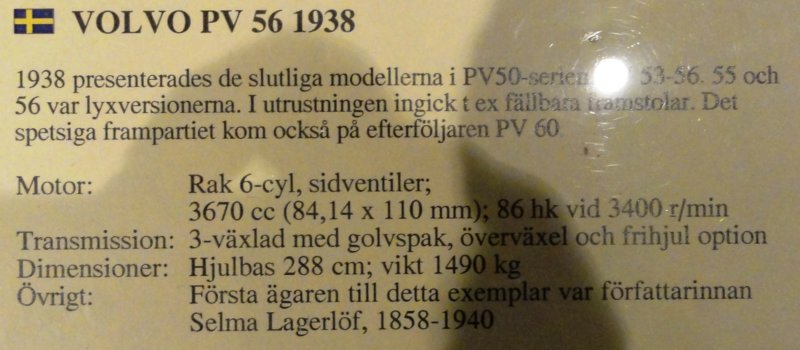 VOLVO PV 56 1938
1938 presenterades de slutliga modellerna i PV50-serien, 53-56. 55 och
56 var lyxversionerna. I utrustningen ingick t ex fällbara framstolar. Det
spetsiga frampartiet kom också på efterföljaren PV 60.
Motor: Rak 6-cyl, sidventiler;
3670 cc (84,14 x 110 mm); 86 hk vid 3400 r/min
Transmission: 3-växlad med golvspak, överväxel och frihjul option
Dimensioner: Hjulbas 288 cm; vikt 1490 kg
Övrigt: Första ägaren till detta exemplar var författarinnan
Selma Lagerlöf, 1858-1940